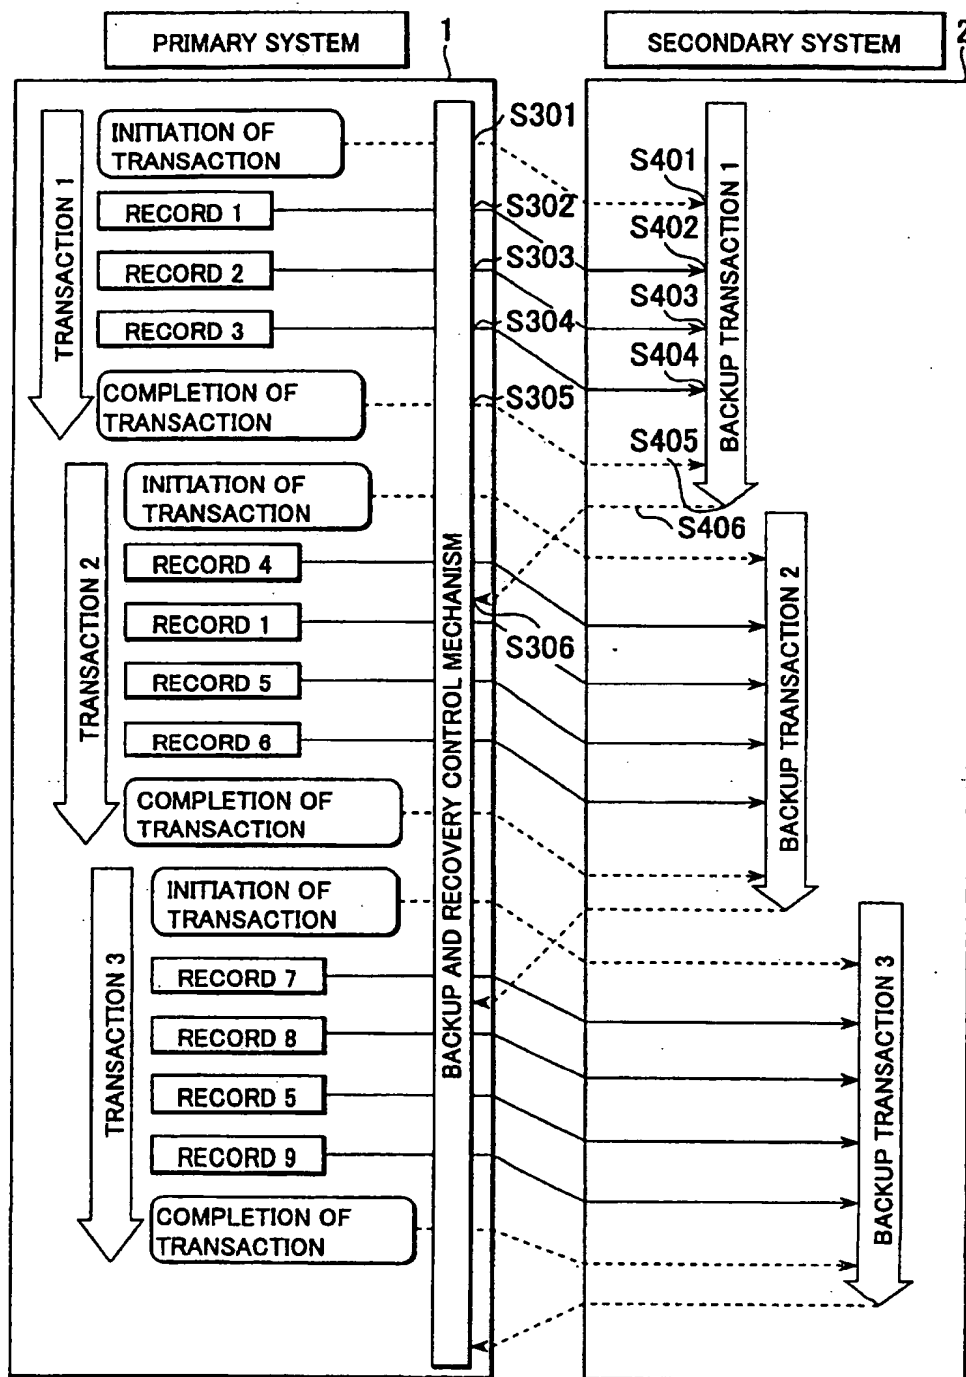 PRIMARY SYSTEM
1
SECONDARY SYSTEM
2
TRANSACTION 1
INITIATION OF
TRANSACTION
RECORD 1
RECORD 2
RECORD 3
COMPLETION OF
TRANSACTION
TRANSACTION 2
INITIATION OF
TRANSACTION
RECORD 4
RECORD 1
RECORD 5
RECORD 6
COMPLETION OF
TRANSACTION
TRANSACTION 3
INITIATION OF
TRANSACTION
RECORD 7
RECORD 8
RECORD 5
RECORD 9
COMPLETION OF
TRANSACTION
BACKUP AND RECOVERY CONTROL MECHANISM
S301
S302
S303
S304
S305
S306
S401
S402
S403
S404
S405
S406
BACKUP TRANSACTION 1
BACKUP TRANSACTION 2
BACKUP TRANSACTION 3